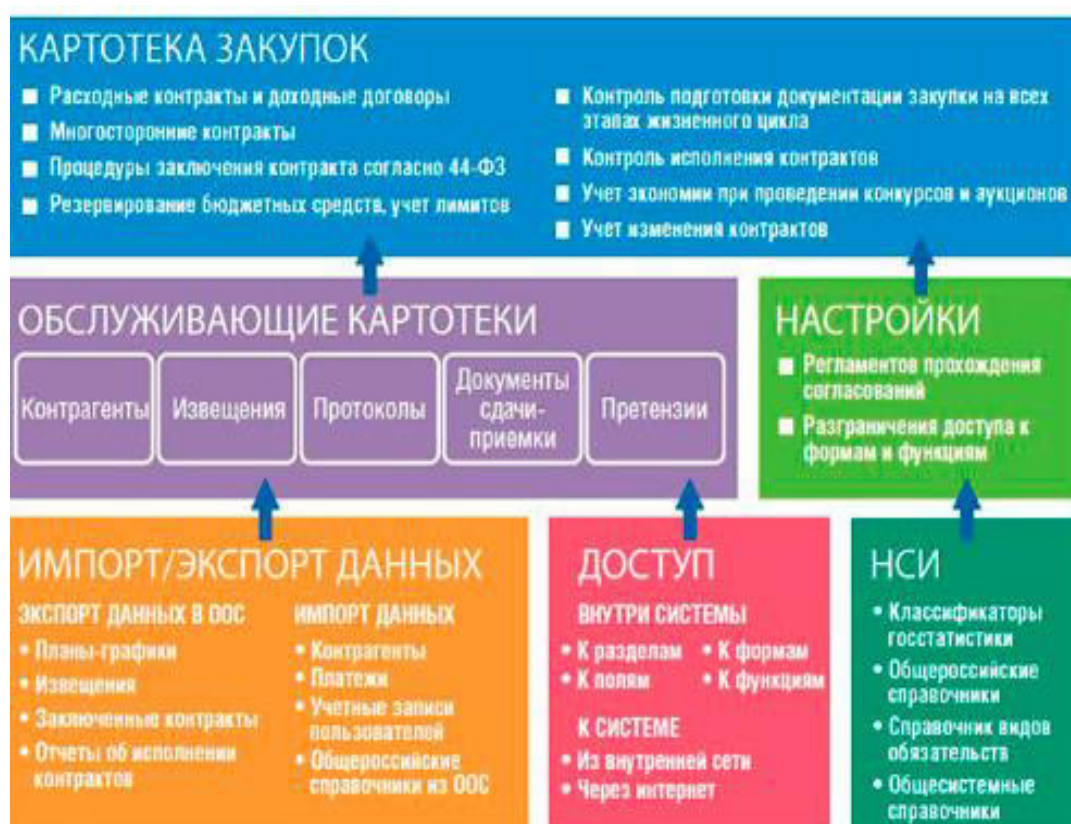 КАРТОТЕКА ЗАКУПОК
■ Расходные контракты и доходные договоры
■ Многосторонние контракты
■ Процедуры заключения контракта согласно 44-ФЗ
■ Резервирование бюджетных средств, учет лимитов
■ Контроль подготовки документации закупки на всех
этапах жизненного цикла
■ Контроль исполнения контрактов
■ Учет экономии при проведении конкурсов и аукционов
■ Учет изменения контрактов
ОБСЛУЖИВАЮЩИЕ КАРТОТЕКИ
Контрагенты
Извещения
Протоколы
Документы
сдачи-
приемки
Претензии
НАСТРОЙКИ
■ Регламентов прохождения
согласований
■ Разграничения доступа к
формам и функциям
ИМПОРТ/ЭКСПОРТ ДАННЫХ
ЭКСПОРТ ДАННЫХ В ООС
• Планы-графики
• Извещения
• Заключенные контракты
• Отчеты об исполнении
контрактов
ИМПОРТ ДАННЫХ
• Контрагенты
• Платежи
• Учетные записи
пользователей
• Общероссийские
справочники из ООС
ДОСТУП
ВНУТРИ СИСТЕМЫ
• К разделам • К формам
• К полям • К функциям
К СИСТЕМЕ
• Из внутренней сети
• Через интернет
НСИ
• Классификаторы
госстатистики
• Общероссийские
справочники
• Справочник видов
обязательств
• Общесистемные
справочники